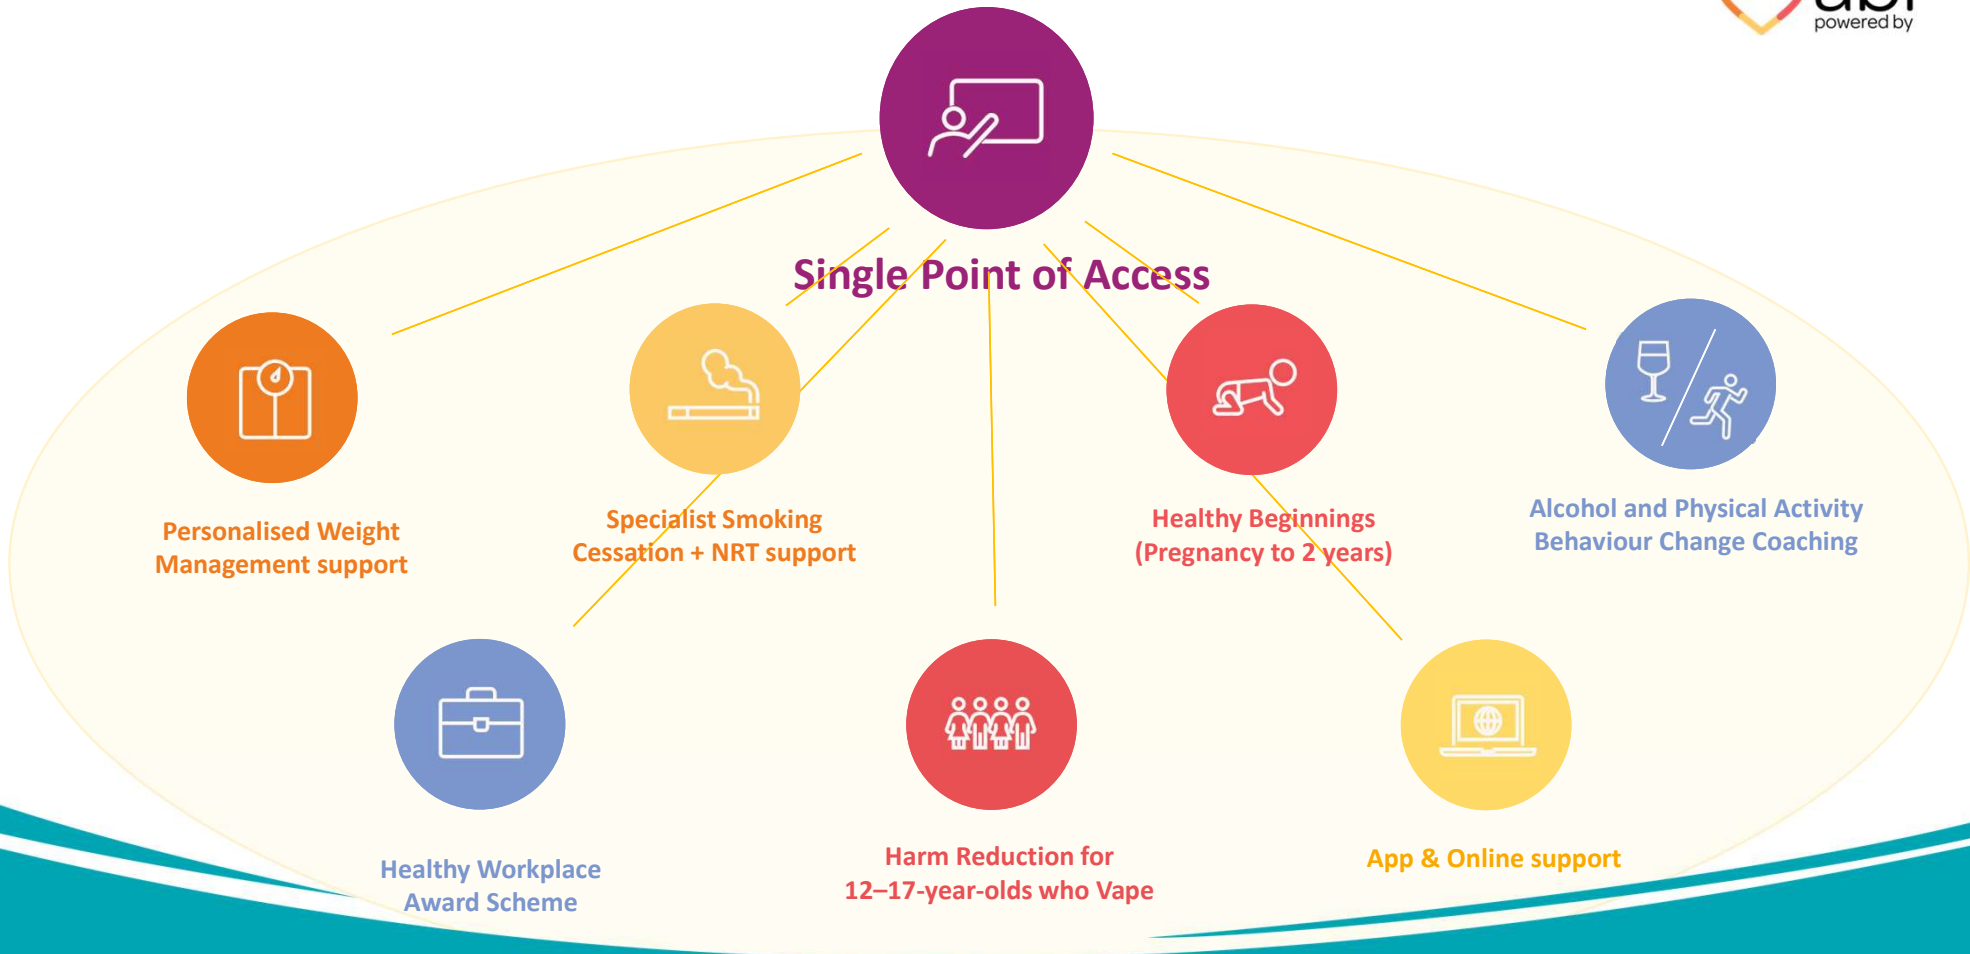 powered by
Single Point of Access
Personalised Weight
Management support
Specialist Smoking
Cessation + NRT support
Healthy Beginnings
(Pregnancy to 2 years)
Alcohol and Physical Activity
Behaviour Change Coaching
Healthy Workplace
Award Scheme
Harm Reduction for
12–17-year-olds who Vape
App & Online support